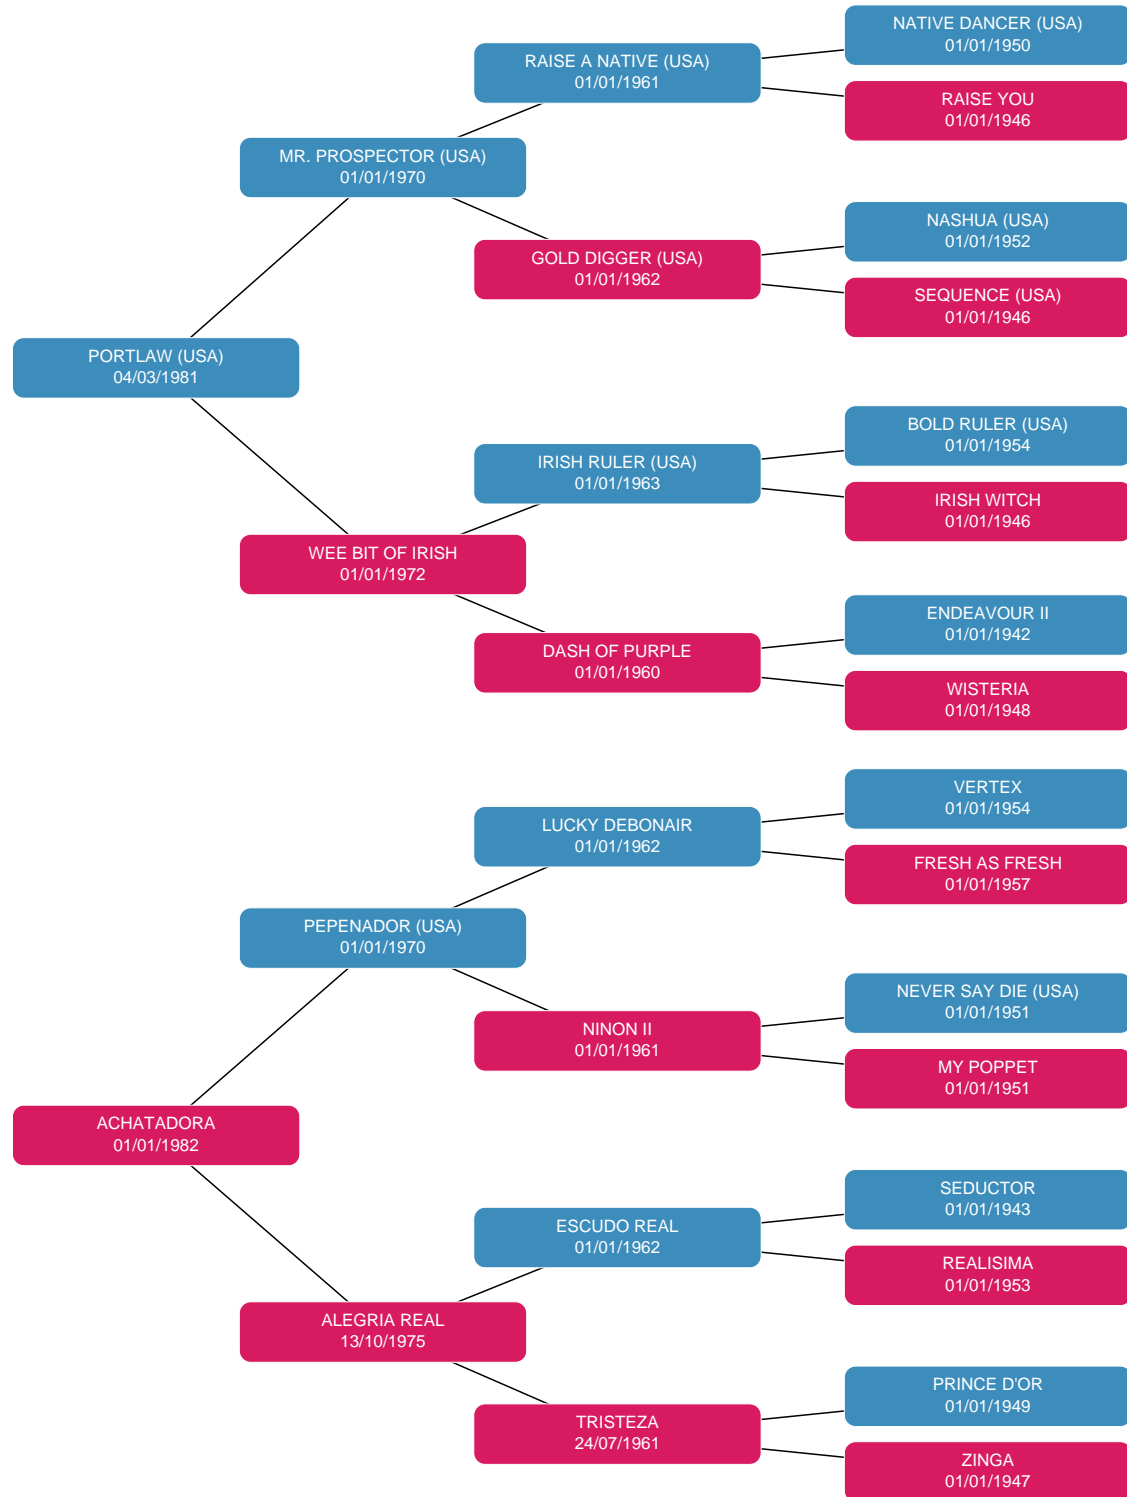 NATIVE DANCER (USA)
01/01/1950
RAISE A NATIVE (USA)
01/01/1961
RAISE YOU
01/01/1946
MR. PROSPECTOR (USA)
01/01/1970
NASHUA (USA)
01/01/1952
GOLD DIGGER (USA)
01/01/1962
SEQUENCE (USA)
01/01/1946
PORTLAW (USA)
04/03/1981
BOLD RULER (USA)
01/01/1954
IRISH RULER (USA)
01/01/1963
IRISH WITCH
01/01/1946
WEE BIT OF IRISH
01/01/1972
ENDEAVOUR II
01/01/1942
DASH OF PURPLE
01/01/1960
WISTERIA
01/01/1948
VERTEX
01/01/1954
LUCKY DEBONAIR
01/01/1962
FRESH AS FRESH
01/01/1957
PEPENADOR (USA)
01/01/1970
NEVER SAY DIE (USA)
01/01/1951
NINON II
01/01/1961
MY POPPET
01/01/1951
ACHATADORA
01/01/1982
SEDUCTOR
01/01/1943
ESCUDO REAL
01/01/1962
REALISIMA
01/01/1953
ALEGRIA REAL
13/10/1975
PRINCE D'OR
01/01/1949
TRISTEZA
24/07/1961
ZINGA
01/01/1947